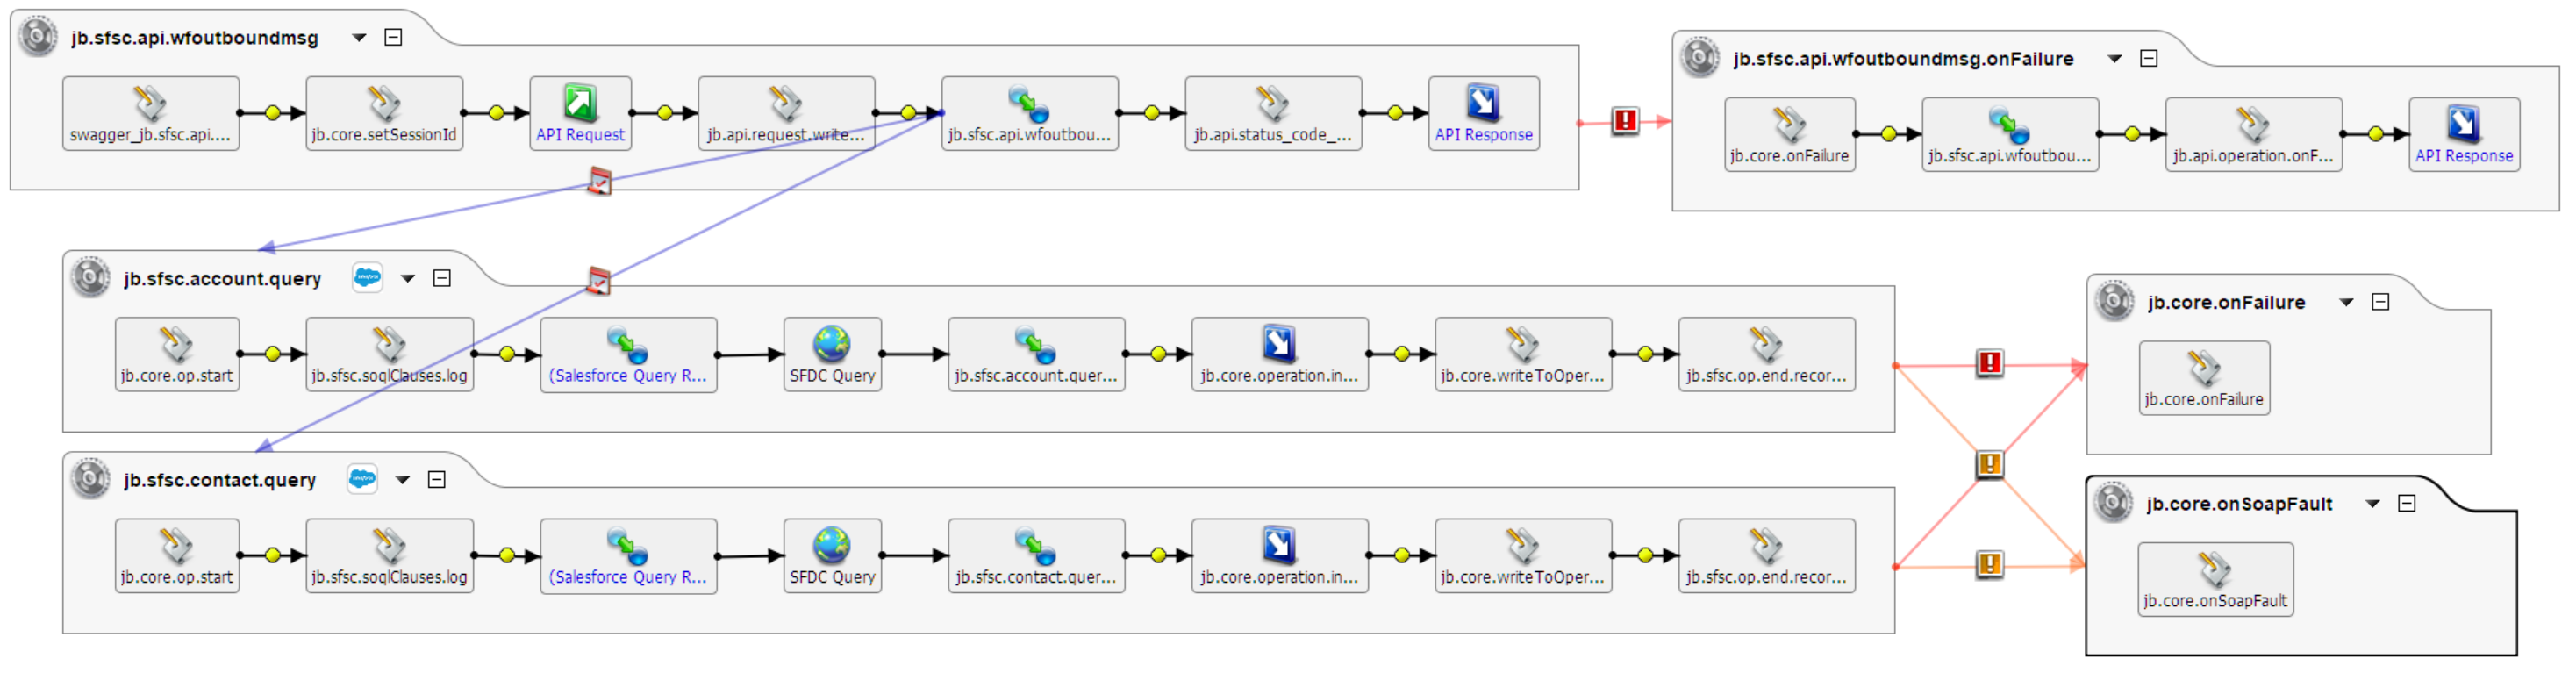 jb.sfsc.api.wfoutboundmsg
swagger_jb.sfsc.api....
jb.core.setSessionId
API Request
jb.api.request.write...
jb.sfsc.api.wfoutbou...
jb.api.status_code_...
API Response
jb.sfsc.api.wfoutboundmsg.onFailure
jb.core.onFailure
jb.sfsc.api.wfoutbou...
jb.api.operation.onF...
API Response
jb.sfsc.account.query
jb.core.op.start
jb.sfsc.soqlClauses.log
(Salesforce Query R...
SFDC Query
jb.sfsc.account.quer...
jb.core.operation.in...
jb.core.writeToOper...
jb.sfsc.op.end.recor...
jb.core.onFailure
jb.core.onFailure
jb.sfsc.contact.query
jb.core.op.start
jb.sfsc.soqlClauses.log
(Salesforce Query R...
SFDC Query
jb.sfsc.contact.quer...
jb.core.operation.in...
jb.core.writeToOper...
jb.sfsc.op.end.recor...
jb.core.onSoapFault
jb.core.onSoapFault